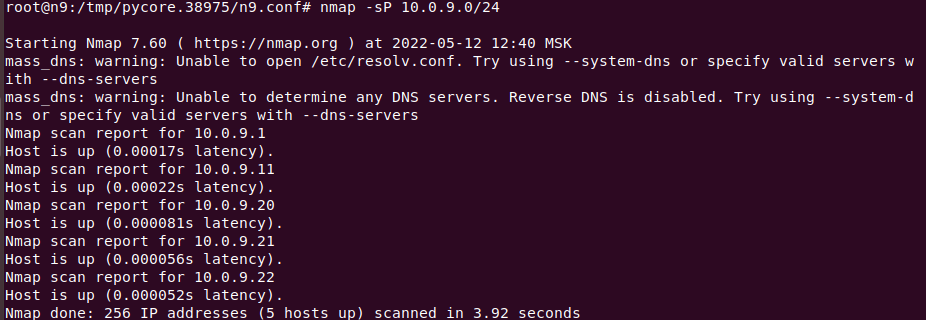 root@n9:/tmp/pycore.38975/n9.conf# nmap -sP 10.0.9.0/24
Starting Nmap 7.60 ( https://nmap.org ) at 2022-05-12 12:40 MSK
mass_dns: warning: Unable to open /etc/resolv.conf. Try using --system-dns or specify valid servers w
ith --dns-servers
mass_dns: warning: Unable to determine any DNS servers. Reverse DNS is disabled. Try using --system-d
ns or specify valid servers with --dns-servers
Nmap scan report for 10.0.9.1
Host is up (0.00017s latency).
Nmap scan report for 10.0.9.11
Host is up (0.00022s latency).
Nmap scan report for 10.0.9.20
Host is up (0.000081s latency).
Nmap scan report for 10.0.9.21
Host is up (0.000056s latency).
Nmap scan report for 10.0.9.22
Host is up (0.000052s latency).
Nmap done: 256 IP addresses (5 hosts up) scanned in 3.92 seconds